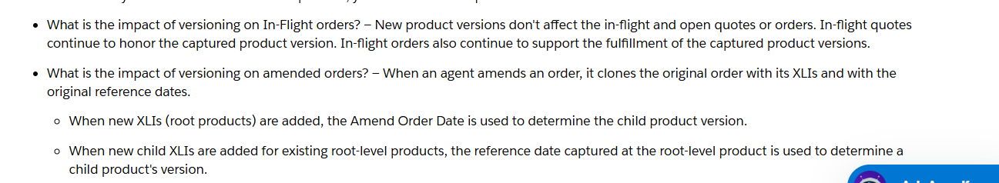 What is the impact of versioning on In-Flight orders? – New product versions don't affect the in-flight and open quotes or orders. In-flight quotes
continue to honor the captured product version. In-flight orders also continue to support the fulfillment of the captured product versions.
What is the impact of versioning on amended orders? – When an agent amends an order, it clones the original order with its XLIs and with the
original reference dates.
When new XLIs (root products) are added, the Amend Order Date is used to determine the child product version.
When new child XLIs are added for existing root-level products, the reference date captured at the root-level product is used to determine a
child product's version.